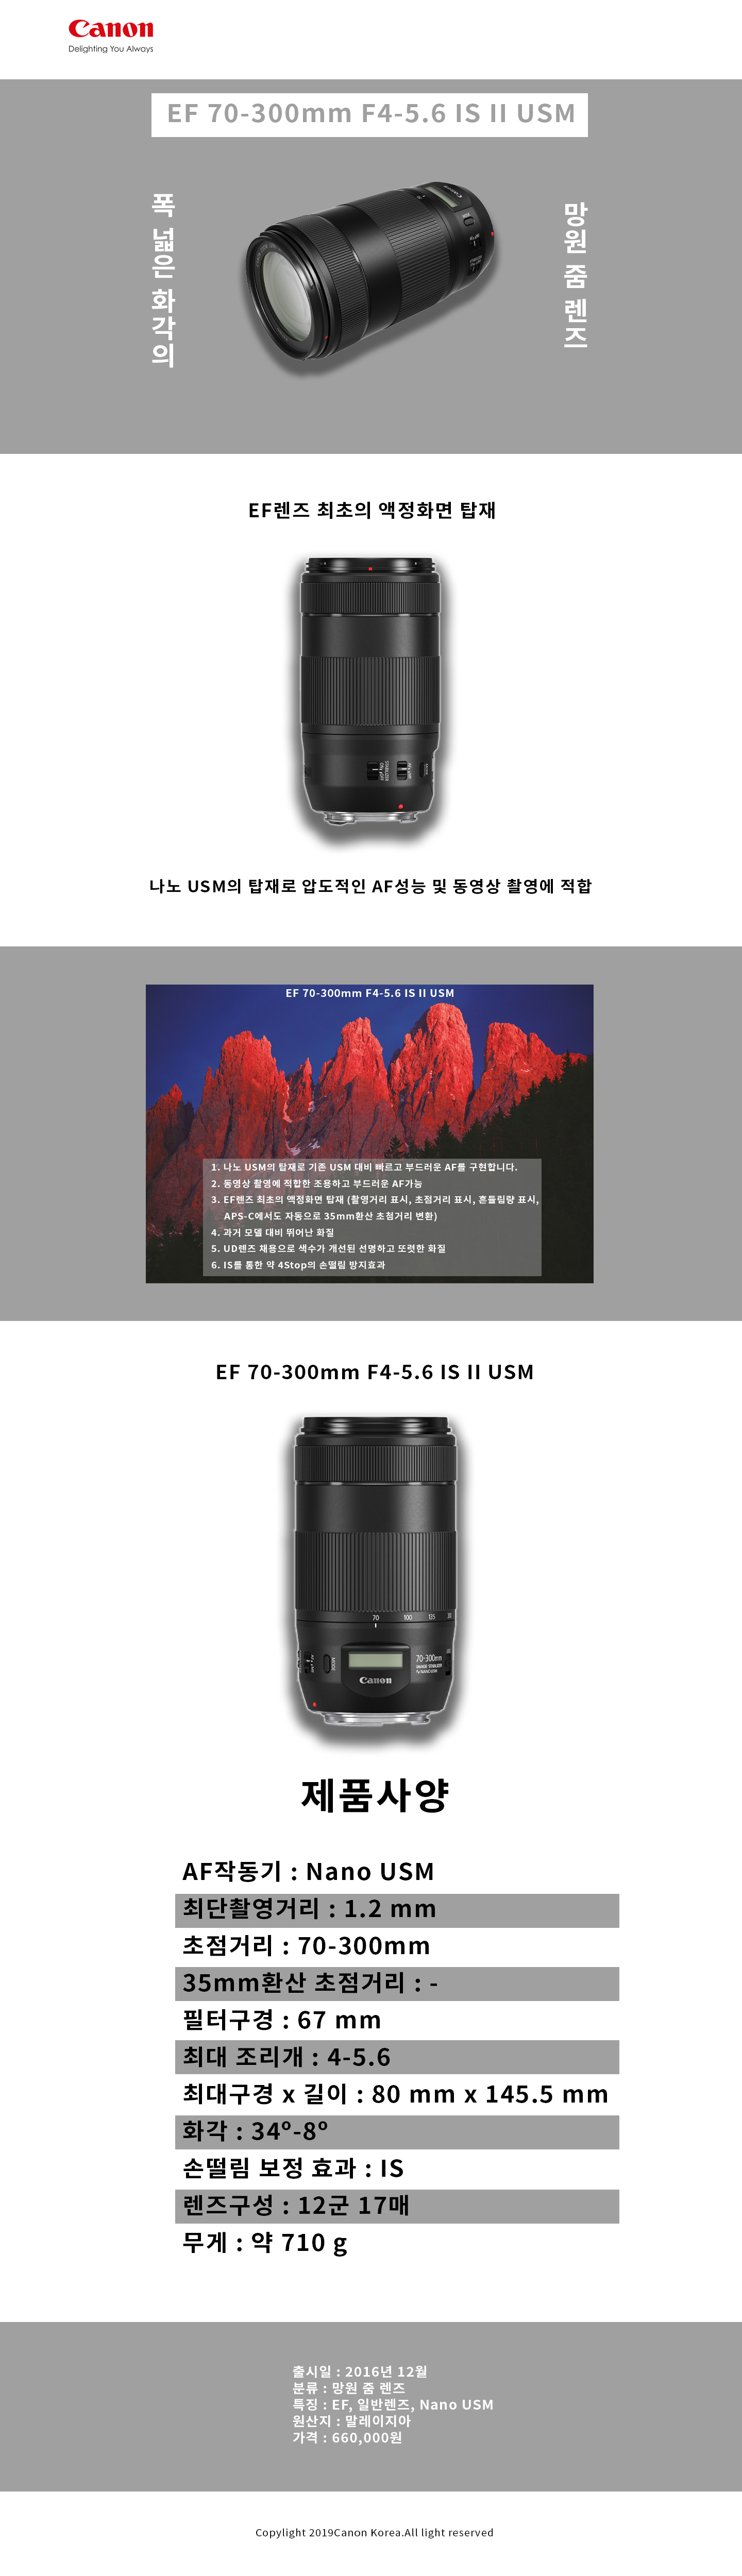 Canon
Delighting You Always
EF 70-300mm F4-5.6 IS II USM
폭 넓은 화각의
망원 줌 렌즈
EF렌즈 최초의 액정화면 탑재
나노 USM의 탑재로 압도적인 AF성능 및 동영상 촬영에 적합
EF 70-300mm F4-5.6 IS II USM
1. 나노 USM의 탑재로 기존 USM 대비 빠르고 부드러운 AF를 구현합니다.
2. 동영상 촬영에 적합한 조용하고 부드러운 AF가능
3. EF렌즈 최초의 액정화면 탑재 (촬영거리 표시, 초점거리 표시, 흔들림량 표시,
APS-C에서도 자동으로 35mm환산 초첨거리 변환)
4. 과거 모델 대비 뛰어난 화질
5. UD렌즈 채용으로 색수가 개선된 선명하고 또렷한 화질
6. IS를 통한 약 4Stop의 손떨림 방지효과
EF 70-300mm F4-5.6 IS II USM
70 100 135 300
70-300mm
Canon
제품사양
AF작동기 : Nano USM
최단촬영거리 : 1.2 mm
초점거리 : 70-300mm
35mm환산 초점거리 : -
필터구경 : 67 mm
최대 조리개 : 4-5.6
최대구경 x 길이 : 80 mm x 145.5 mm
화각 : 34º-8º
손떨림 보정 효과 : IS
렌즈구성 : 12군 17매
무게 : 약 710 g
출시일 : 2016년 12월
분류 : 망원 줌 렌즈
특징 : EF, 일반렌즈, Nano USM
원산지 : 말레이지아
가격 : 660,000원
Copylight 2019Canon Korea.All light reserved